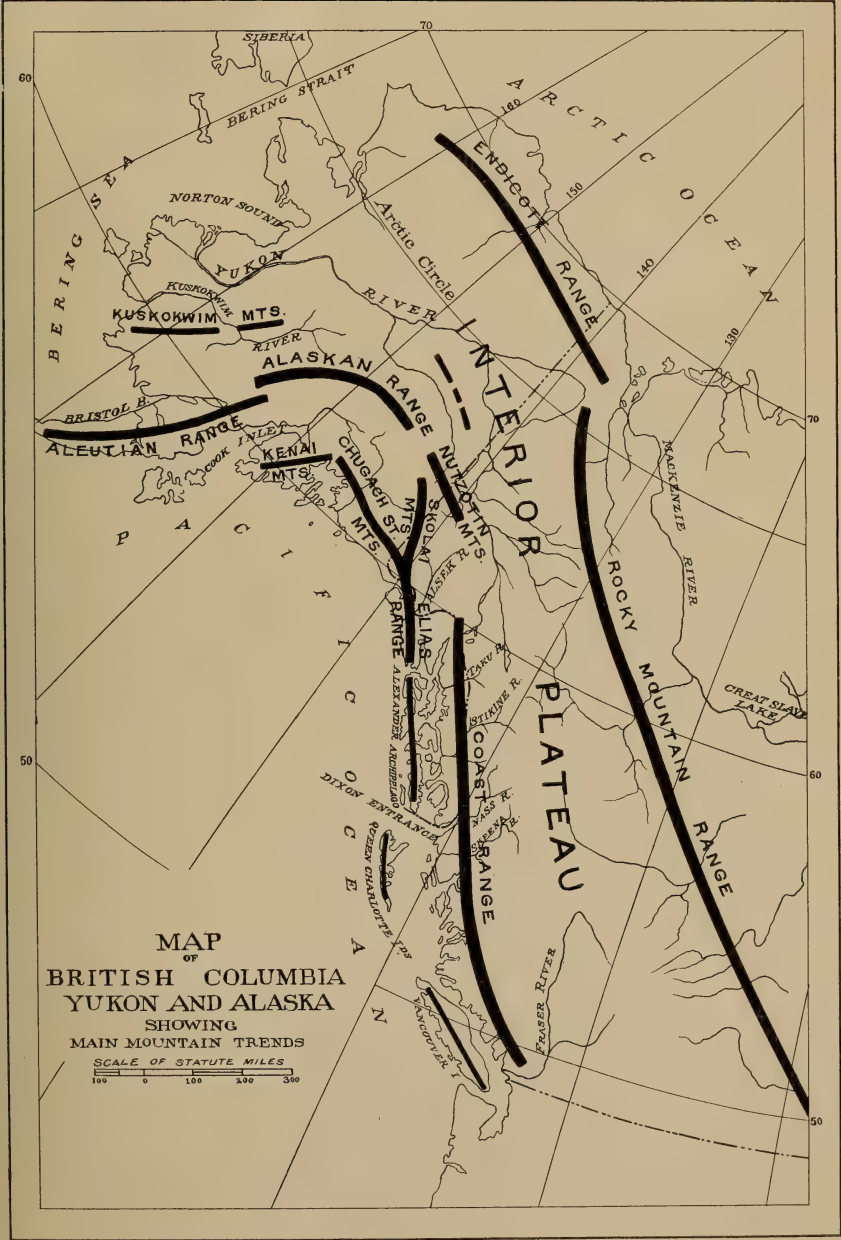 70
60
SIBERIA
BERING STRAIT
160
ARCTIC OCEAN
ENDICOTT RANGE
150
BERING SEA
NORTON SOUND
Arctic Circle
140
YUKON RIVER
KUSKOKWIM RIVER
KUSKOKWIM MTS.
130
INTERIOR PLATEAU
ALASKAN RANGE
BRISTOL B.
ALEUTIAN RANGE
70
COOK INLET
KENAI MTS.
CHUGACH MTS.
NUTZOTIN MTS.
SKOLAI MTS.
ST. ELIAS RANGE
MACKENZIE RIVER
PACIFIC OCEAN
ALSEK R.
ROCKY MOUNTAIN RANGE
TAKU R.
ALEXANDER ARCHIPELAGO
STIKINE R.
GREAT SLAVE LAKE
50
60
COAST RANGE
DIXON ENTRANCE
NASS R.
SKEENA R.
QUEEN CHARLOTTE IDS
FRASER RIVER
VANCOUVER I
50
MAP
OF
BRITISH COLUMBIA
YUKON AND ALASKA
SHOWING
MAIN MOUNTAIN TRENDS
SCALE OF STATUTE MILES
100 0 100 200 300